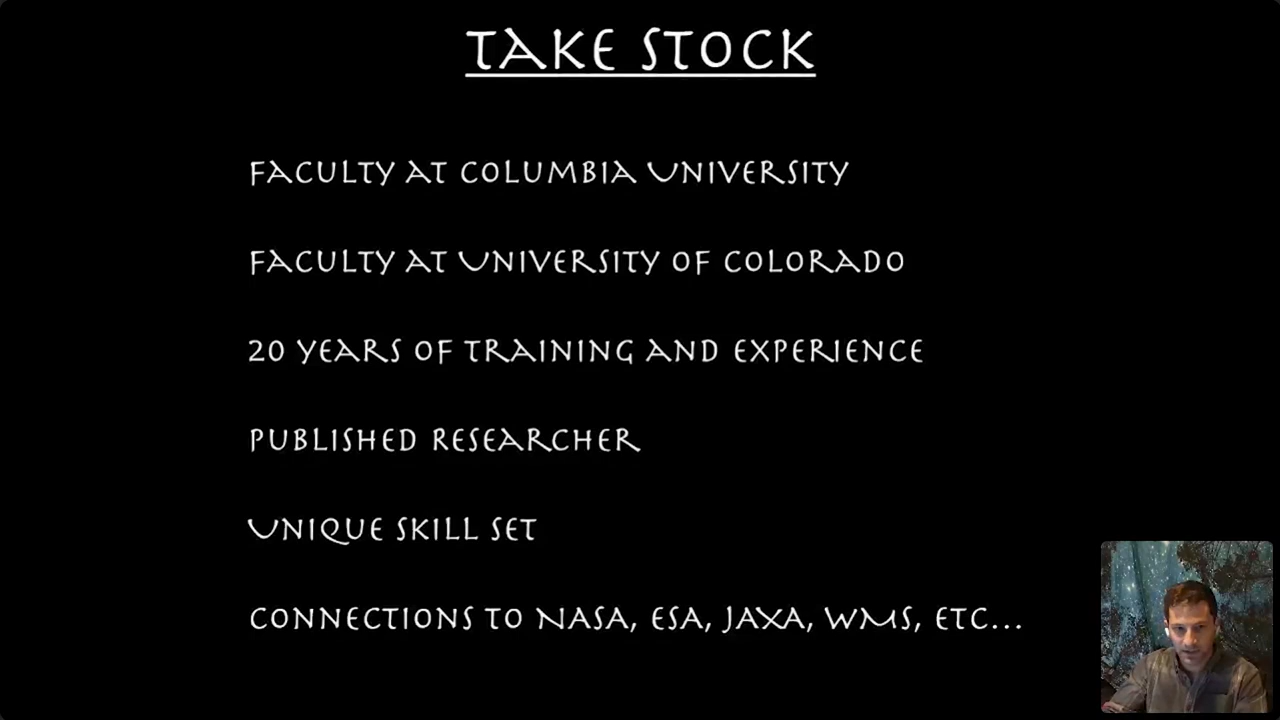 TAKE STOCK
FACULTY AT COLUMBIA UNIVERSITY
FACULTY AT UNIVERSITY OF COLORADO
20 YEARS OF TRAINING AND EXPERIENCE
PUBLISHED RESEARCHER
UNIQUE SKILL SET
CONNECTIONS TO NASA, ESA, JAXA, WMS, ETC...